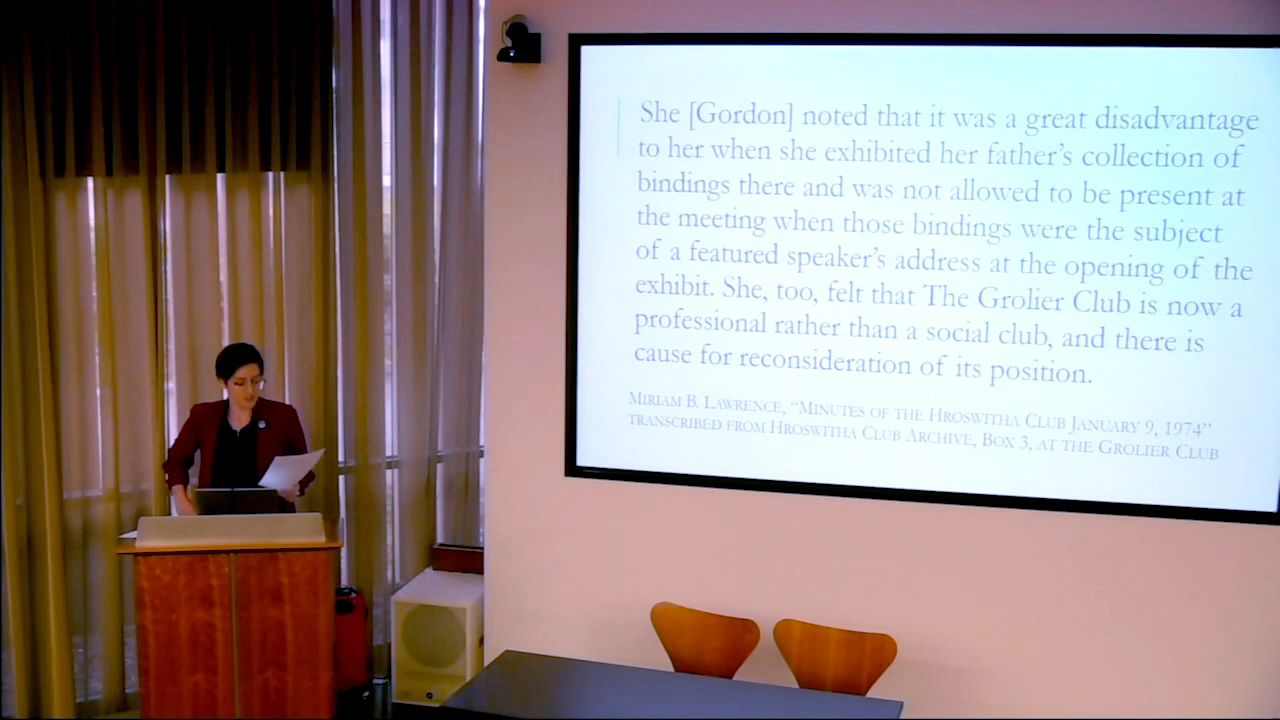 She [Gordon] noted that it was a great disadvantage
to her when she exhibited her father's collection of
bindings there and was not allowed to be present at
the meeting when those bindings were the subject
of a featured speaker's address at the opening of the
exhibit. She, too, felt that The Grolier Club is now a
professional rather than a social club, and there is
cause for reconsideration of its position.
Miriam B. Lawrence, "Minutes of the Hroswitha Club January 9, 1974"
transcribed from Hroswitha Club Archive, Box 3, at the Grolier Club